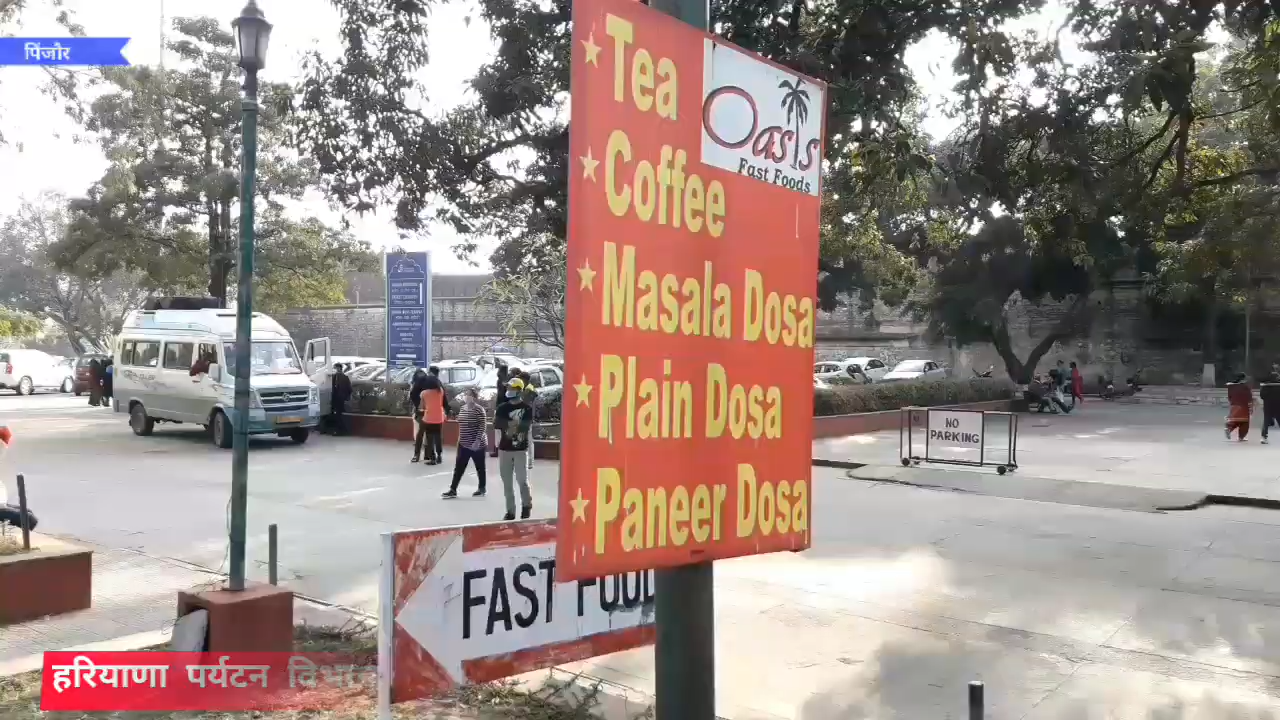 पिंजौर
Tea
Coffee
Masala Dosa
Plain Dosa
Paneer Dosa
Oasis
Fast Foods
NO
PARKING
FAST FOOD
हरियाणा पर्यटन